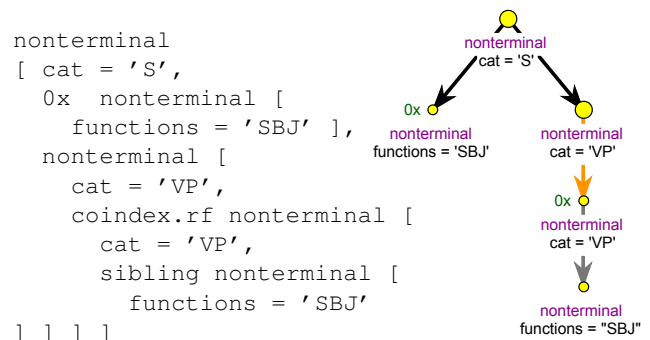 nonterminal
[ cat = ’S’,
  0x  nonterminal [
    functions = ’SBJ’ ],
  nonterminal [
    cat = ’VP’,
    coindex.rf nonterminal [
      cat = ’VP’,
      sibling nonterminal [
        functions = ’SBJ’
] ] ] ]
nonterminal
cat = 'S'
0x
nonterminal
functions = 'SBJ'
nonterminal
cat = 'VP'
0x
nonterminal
cat = 'VP'
nonterminal
functions = "SBJ"